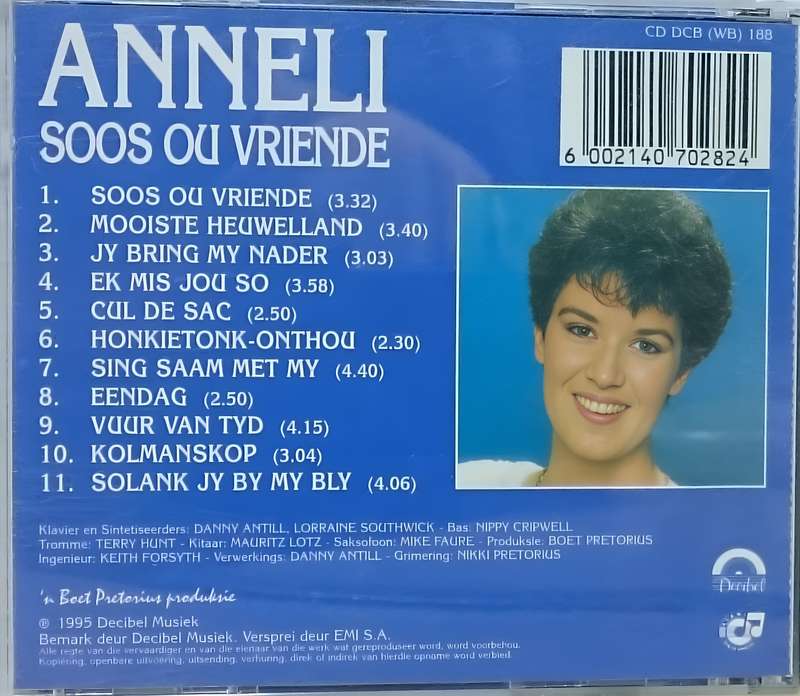 ANNELI
SOOS OU VRIENDE
CD DCB (WB) 188
6 002140 702824
1. SOOS OU VRIENDE (3.32)
2. MOOISTE HEUWELLAND (3.40)
3. JY BRING MY NADER (3.03)
4. EK MIS JOU SO (3.58)
5. CUL DE SAC (2.50)
6. HONKIETONK-ONTHOU (2.30)
7. SING SAAM MET MY (4.40)
8. EENDAG (2.50)
9. VUUR VAN TYD (4.15)
10. KOLMANSKOP (3.04)
11. SOLANK JY BY MY BLY (4.06)
Klavier en Sintetiseerders: DANNY ANTILL, LORRAINE SOUTHWICK - Bas: NIPPY CRIPWELL
Tromme: TERRY HUNT - Kitaar: MAURITZ LOTZ - Saksofoon: MIKE FAURE - Produksie: BOET PRETORIUS
Ingenieur: KEITH FORSYTH - Verwerkings: DANNY ANTILL - Grimering: NIKKI PRETORIUS
'n Boet Pretorius produksie
℗ 1995 Decibel Musiek
Bemark deur Decibel Musiek. Versprei deur EMI S.A.
Alle regte van die vervaardiger en van die eienaar van die werk wat gereproduseer word, word voorbehou.
Kopiëring, openbare uitvoering, uitsending, verhuring, direk of indirek van hierdie opname word verbied.
Decibel